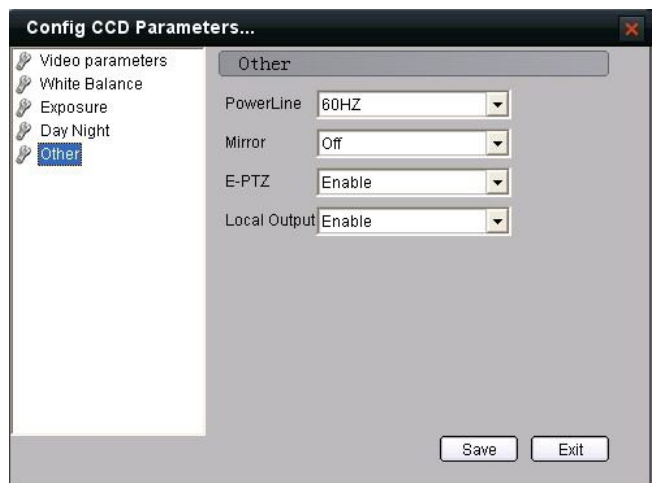 Config CCD Parameters...
Video parameters
White Balance
Exposure
Day Night
Other
Other
PowerLine 60HZ
Mirror Off
E-PTZ Enable
Local Output Enable
Save Exit